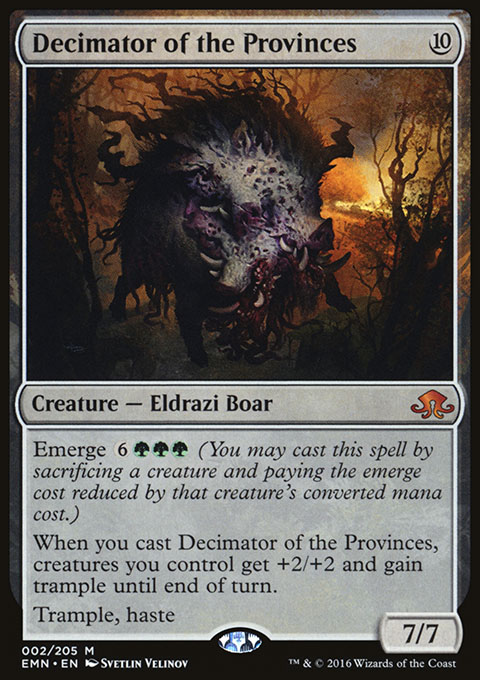 Decimator of the Provinces 10
Creature — Eldrazi Boar
Emerge 6 (You may cast this spell by
sacrificing a creature and paying the emerge
cost reduced by that creature's converted mana
cost.)
When you cast Decimator of the Provinces,
creatures you control get +2/+2 and gain
trample until end of turn.
Trample, haste
7/7
002/205 M
EMN • EN SVETLIN VELINOV
™ & © 2016 Wizards of the Coast